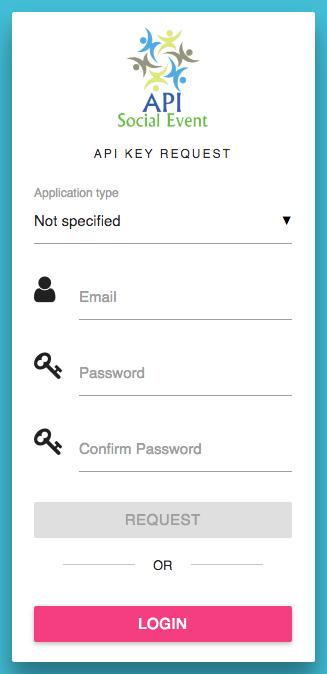 API
Social Event
API KEY REQUEST
Application type
Not specified
Email
Password
Confirm Password
REQUEST
OR
LOGIN